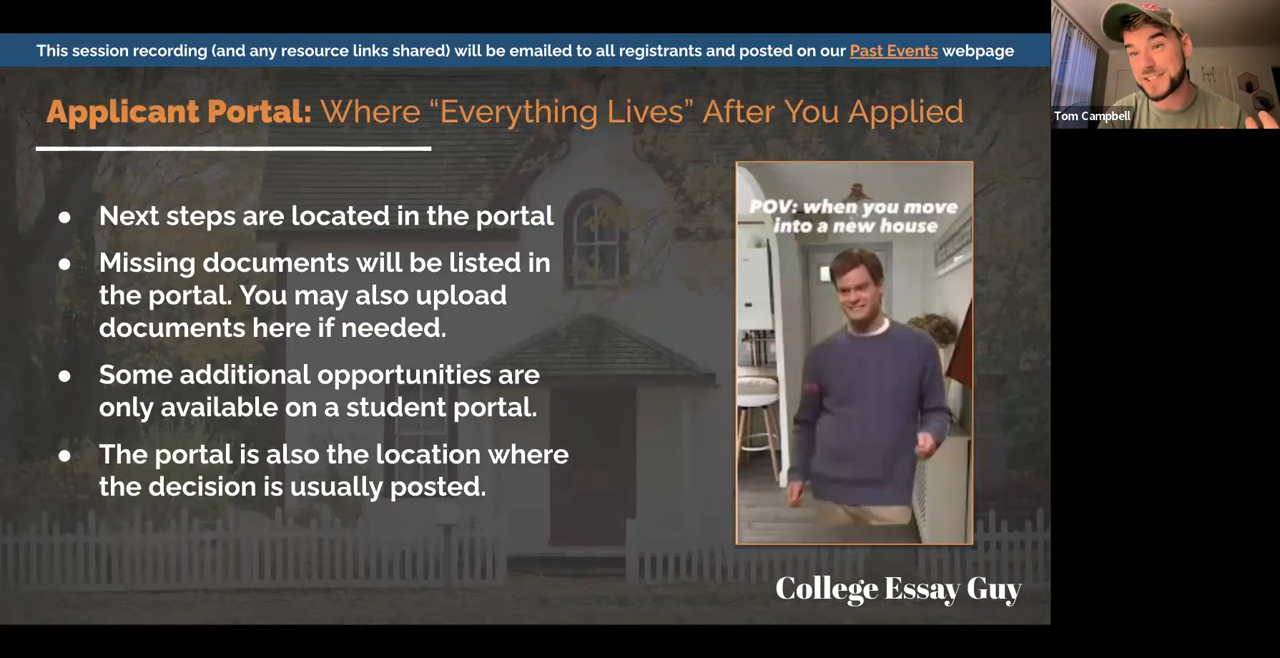 This session recording (and any resource links shared) will be emailed to all registrants and posted on our Past Events webpage
Applicant Portal: Where “Everything Lives” After You Applied
● Next steps are located in the portal
● Missing documents will be listed in
the portal. You may also upload
documents here if needed.
● Some additional opportunities are
only available on a student portal.
● The portal is also the location where
the decision is usually posted.
POV: when you move
into a new house
College Essay Guy
Tom Campbell